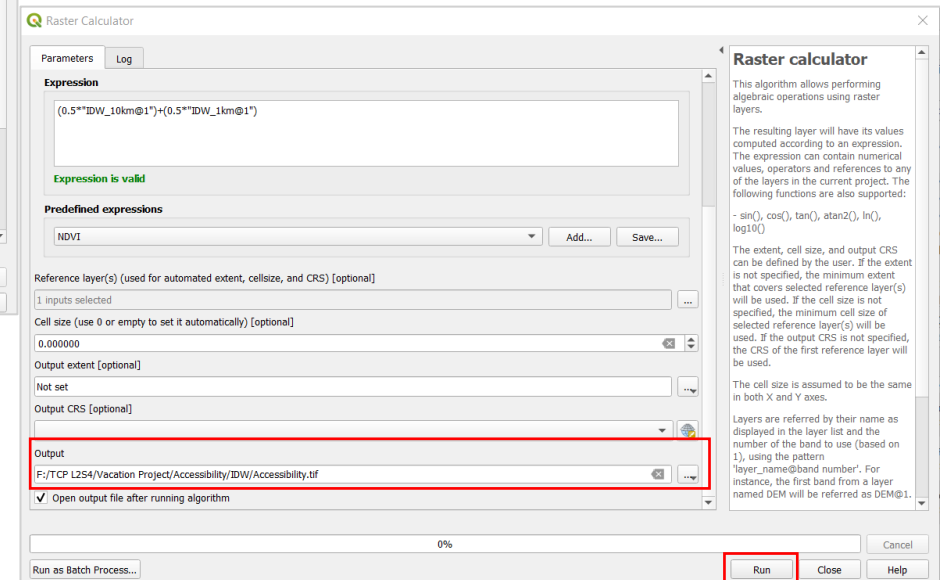 Raster Calculator
Parameters
Log
Expression
(0.5*"IDW_10km@1")+(0.5*"IDW_1km@1")
Expression is valid
Predefined expressions
NDVI
Add...
Save...
Reference layer(s) (used for automated extent, cellsize, and CRS) [optional]
1 inputs selected
...
Cell size (use 0 or empty to set it automatically) [optional]
0.000000
Output extent [optional]
Not set
...
Output CRS [optional]
Output
F:/TCP L2S4/Vacation Project/Accessibility/IDW/Accessibility.tif
...
Open output file after running algorithm
Raster calculator
This algorithm allows performing
algebraic operations using raster
layers.
The resulting layer will have its values
computed according to an expression.
The expression can contain numerical
values, operators and references to any
of the layers in the current project. The
following functions are also supported:
- sin(), cos(), tan(), atan2(), ln(),
log10()
The extent, cell size, and output CRS
can be defined by the user. If the extent
is not specified, the minimum extent
that covers selected reference layer(s)
will be used. If the cell size is not
specified, the minimum cell size of
selected reference layer(s) will be
used. If the output CRS is not specified,
the CRS of the first reference layer will
be used.
The cell size is assumed to be the same
in both X and Y axes.
Layers are referred by their name as
displayed in the layer list and the
number of the band to use (based on
1), using the pattern
'layer_name@band number'. For
instance, the first band from a layer
named DEM will be referred as DEM@1.
0%
Cancel
Run as Batch Process...
Run
Close
Help